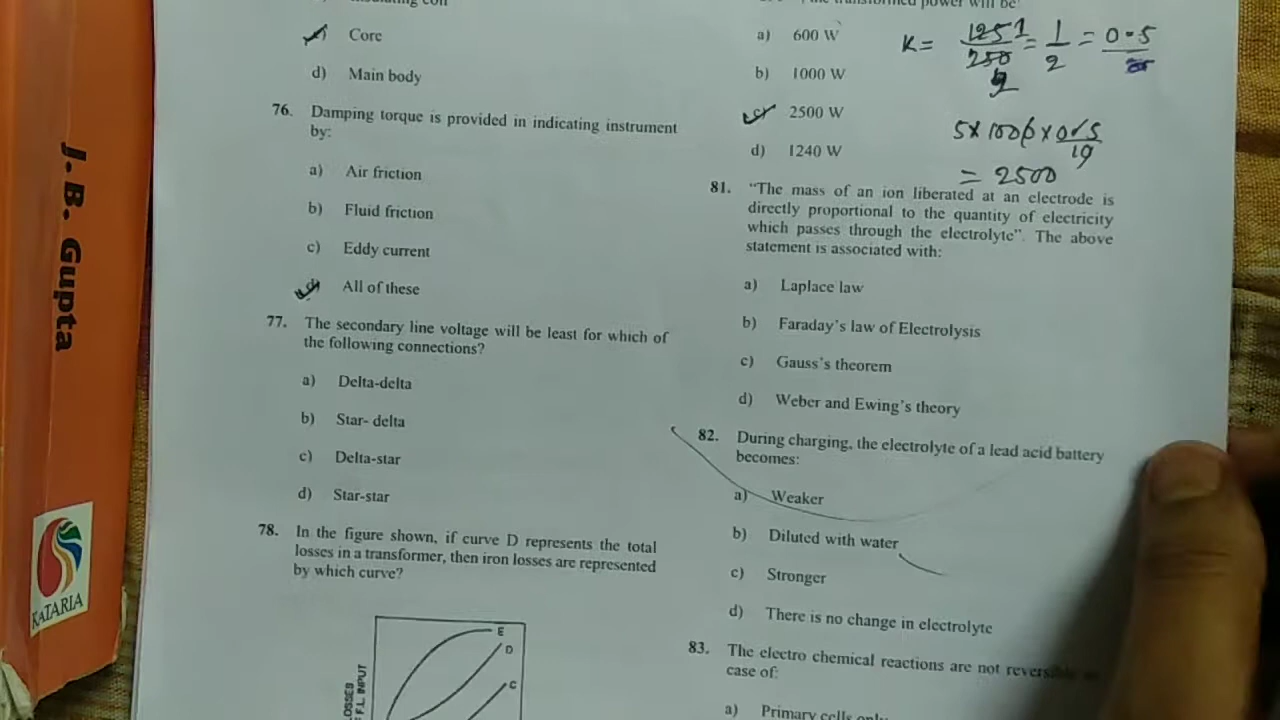 J. B. Gupta
KATARIA
Core
d) Main body
76. Damping torque is provided in indicating instrument
by:
a) Air friction
b) Fluid friction
c) Eddy current
All of these
77. The secondary line voltage will be least for which of
the following connections?
a) Delta-delta
b) Star- delta
c) Delta-star
d) Star-star
78. In the figure shown, if curve D represents the total
losses in a transformer, then iron losses are represented
by which curve?
E
D
C
F.L. INPUT
power will be
a) 600 W
b) 1000 W
2500 W
d) 1240 W
K = 125/250 = 1/2 = 0.5
= 2500
81. “The mass of an ion liberated at an electrode is
directly proportional to the quantity of electricity
which passes through the electrolyte”. The above
statement is associated with:
a) Laplace law
b) Faraday’s law of Electrolysis
c) Gauss’s theorem
d) Weber and Ewing’s theory
82. During charging, the electrolyte of a lead acid battery
becomes:
a) Weaker
b) Diluted with water
c) Stronger
d) There is no change in electrolyte
83. The electro chemical reactions are not
case of:
a) Primary cells only